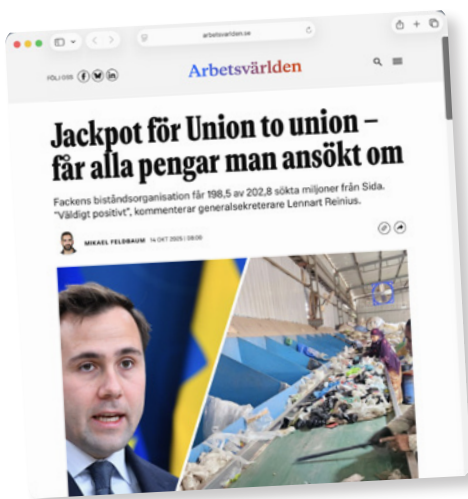 arbetsvarlden.se
FÖLJ OSS
Arbetsvärlden
Jackpot för Union to union –
får alla pengar man ansökt om
Fackens biståndsorganisation får 198,5 av 202,8 sökta miljoner från Sida.
"Väldigt positivt", kommenterar generalsekreterare Lennart Reinius.
MIKAEL FELDBAUM 14 OKT 2025 | 08:08